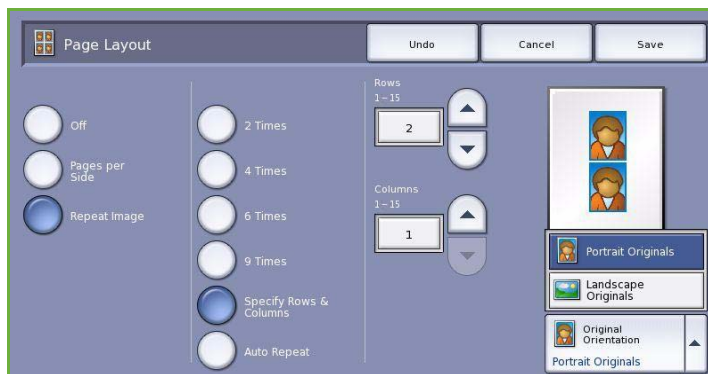 Page Layout
Undo
Cancel
Save
Off
Pages per
Side
Repeat Image
2 Times
4 Times
6 Times
9 Times
Specify Rows &
Columns
Auto Repeat
Rows
1-15
2
Columns
1-15
1
Portrait Originals
Landscape
Originals
Original
Orientation
Portrait Originals